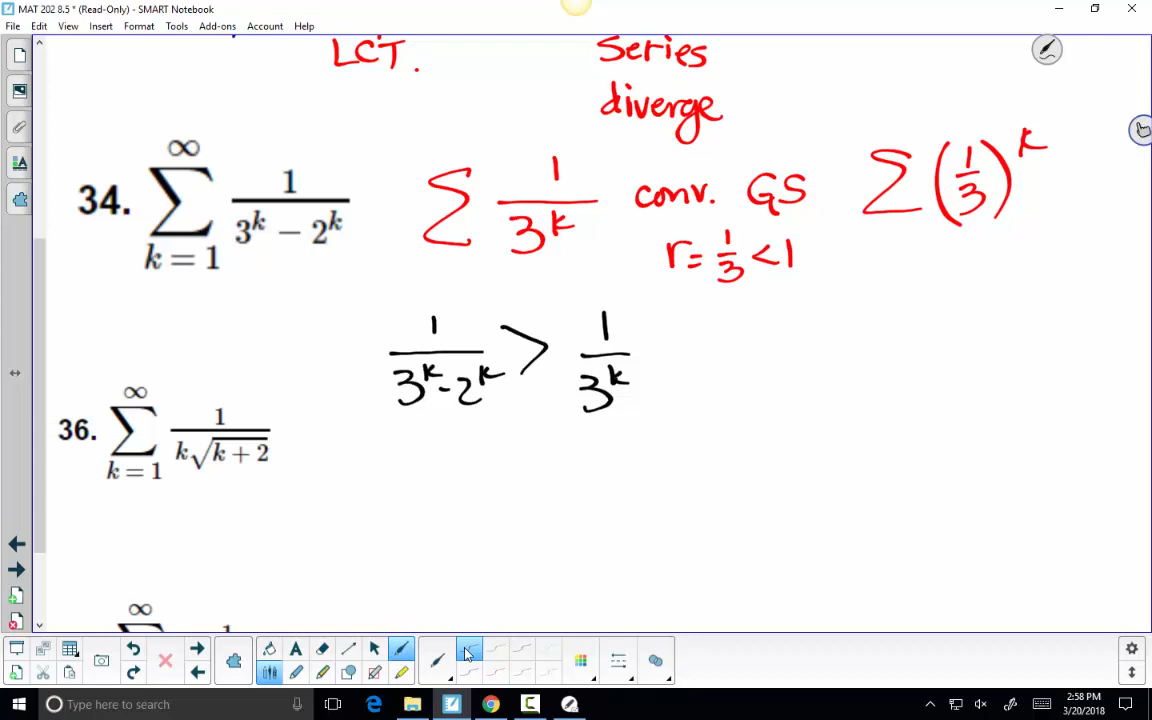 MAT 202 8.5 * (Read-Only) - SMART Notebook
File Edit View Insert Format Tools Add-ons Account Help
LCT. Series
diverge
34. ∞ ∑ k = 1 1 / (3^k − 2^k) ∑ 1 / 3^k conv. GS ∑ (1/3)^k
r = 1/3 < 1
1 / (3^k - 2^k) > 1 / 3^k
36. ∞ ∑ k = 1 1 / (k√(k + 2))
∞
Type here to search
2:58 PM
3/20/2018